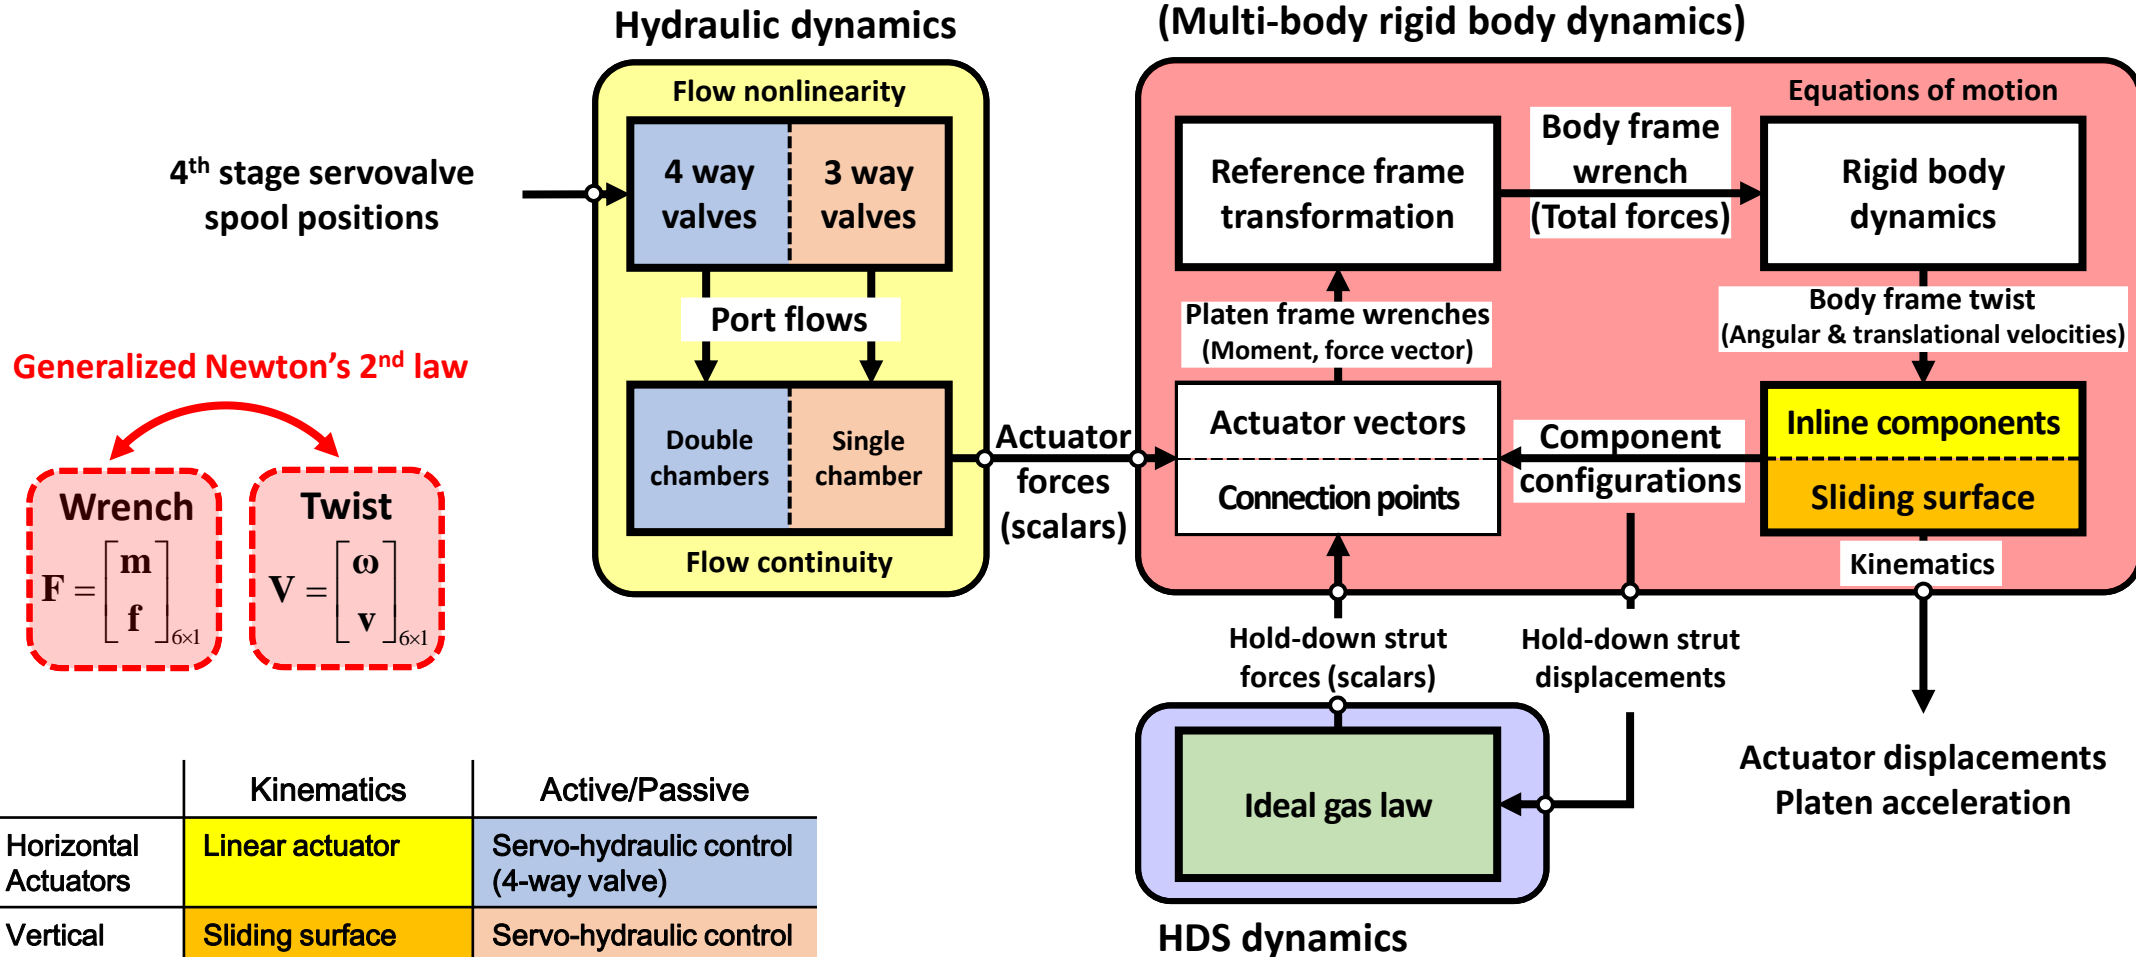 Hydraulic dynamics
(Multi-body rigid body dynamics)
Flow nonlinearity
4 way
valves
3 way
valves
4th stage servovalve
spool positions
Port flows
Double
chambers
Single
chamber
Flow continuity
Actuator
forces
(scalars)
Equations of motion
Reference frame
transformation
Body frame
wrench
(Total forces)
Rigid body
dynamics
Platen frame wrenches
(Moment, force vector)
Body frame twist
(Angular & translational velocities)
Actuator vectors
Connection points
Component
configurations
Inline components
Sliding surface
Kinematics
Hold-down strut
forces (scalars)
Hold-down strut
displacements
Ideal gas law
HDS dynamics
Actuator displacements
Platen acceleration
Generalized Newton's 2nd law
Wrench
F = [m f] 6×1
Twist
V = [ω v] 6×1
Kinematics Active/Passive
Horizontal Actuators Linear actuator Servo-hydraulic control
(4-way valve)
Vertical Sliding surface Servo-hydraulic control